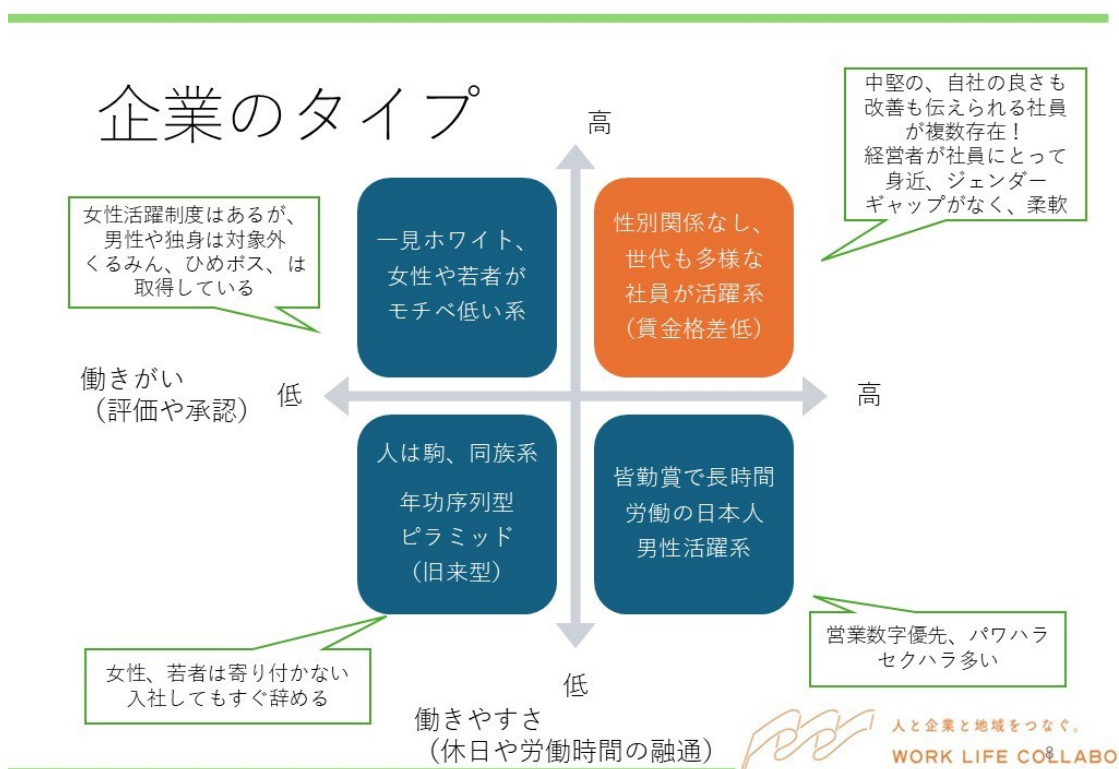 企業のタイプ
高
中堅の、自社の良さも
改善も伝えられる社員
が複数存在!
経営者が社員にとって
身近、ジェンダー
ギャップがなく、柔軟
女性活躍制度はあるが、
男性や独身は対象外
くるみん、ひめボス、は
取得している
一見ホワイト、
女性や若者が
モチベ低い系
性別関係なし、
世代も多様な
社員が活躍系
(賃金格差低)
働きがい
(評価や承認)
低
高
人は駒、同族系
年功序列型
ピラミッド
(旧来型)
皆勤賞で長時間
労働の日本人
男性活躍系
女性、若者は寄り付かない
入社してもすぐ辞める
営業数字優先、パワハラ
セクハラ多い
低
働きやすさ
(休日や労働時間の融通)
人と企業と地域をつなぐ。
WORK LIFE COLLABO
8